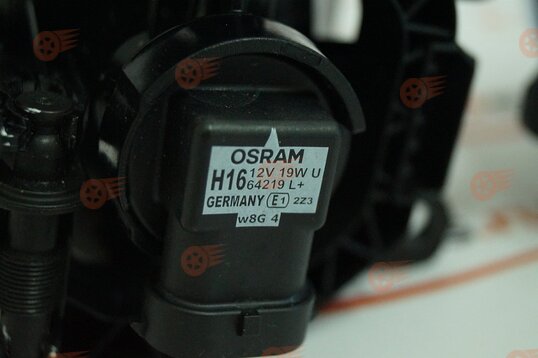 OSRAM
H16 12V 19W U
64219 L+
GERMANY E1 2Z3
w8G 4